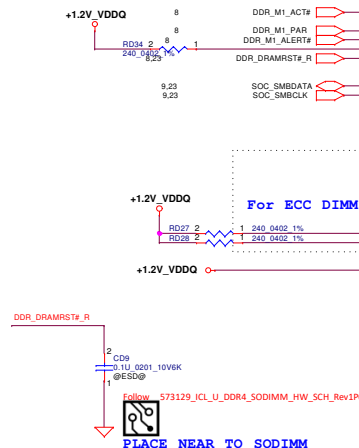 8 DDR_M1_ACT#
+1.2V_VDDQ
8 DDR_M1_PAR
8 DDR_M1_ALERT#
RD34 2 1
240_0402_1%
8,23 DDR_DRAMRST#_R
9,23 SOC_SMBDATA
9,23 SOC_SMBCLK
+1.2V_VDDQ
For ECC DIMM
RD27 2 1 240_0402_1%
RD28 2 1 240_0402_1%
+1.2V_VDDQ
DDR_DRAMRST#_R
2
CD9
0.1U_0201_10V6K
@ESD@
1
Follow 573129_ICL_U_DDR4_SODIMM_HW_SCH_Rev1P
PLACE NEAR TO SODIMM